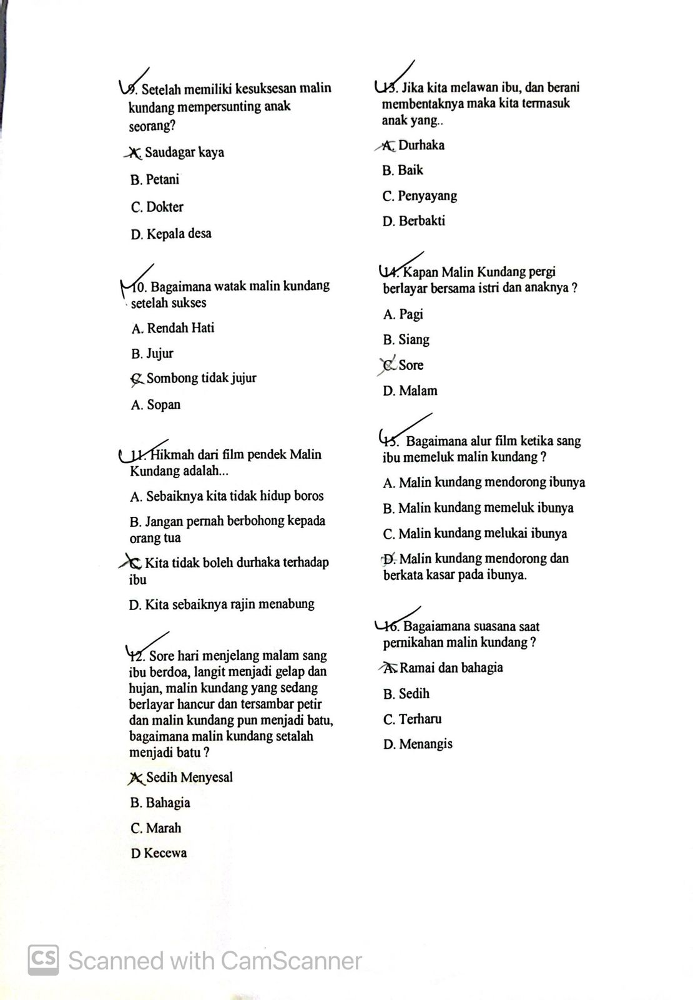 9. Setelah memiliki kesuksesan malin
kundang mempersunting anak
seorang?
A. Saudagar kaya
B. Petani
C. Dokter
D. Kepala desa
10. Bagaimana watak malin kundang
setelah sukses
A. Rendah Hati
B. Jujur
C. Sombong tidak jujur
A. Sopan
11. Hikmah dari film pendek Malin
Kundang adalah...
A. Sebaiknya kita tidak hidup boros
B. Jangan pernah berbohong kepada
orang tua
C. Kita tidak boleh durhaka terhadap
ibu
D. Kita sebaiknya rajin menabung
12. Sore hari menjelang malam sang
ibu berdoa, langit menjadi gelap dan
hujan, malin kundang yang sedang
berlayar hancur dan tersambar petir
dan malin kundang pun menjadi batu,
bagaimana malin kundang setalah
menjadi batu ?
A. Sedih Menyesal
B. Bahagia
C. Marah
D Kecewa
13. Jika kita melawan ibu, dan berani
membentaknya maka kita termasuk
anak yang..
A. Durhaka
B. Baik
C. Penyayang
D. Berbakti
14. Kapan Malin Kundang pergi
berlayar bersama istri dan anaknya ?
A. Pagi
B. Siang
C. Sore
D. Malam
15. Bagaimana alur film ketika sang
ibu memeluk malin kundang ?
A. Malin kundang mendorong ibunya
B. Malin kundang memeluk ibunya
C. Malin kundang melukai ibunya
D. Malin kundang mendorong dan
berkata kasar pada ibunya.
16. Bagaiamana suasana saat
pernikahan malin kundang ?
A. Ramai dan bahagia
B. Sedih
C. Terharu
D. Menangis
CS Scanned with CamScanner